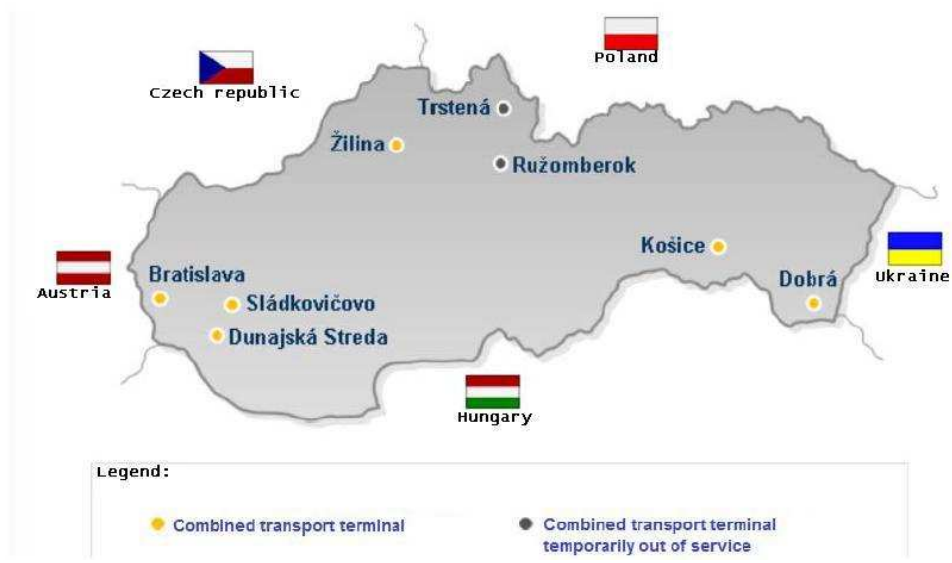 Poland
Czech republic
Trstená
Žilina
Ružomberok
Košice
Austria
Bratislava
Sládkovičovo
Dunajská Streda
Dobrá
Ukraine
Hungary
Legend:
Combined transport terminal
Combined transport terminal
temporarily out of service